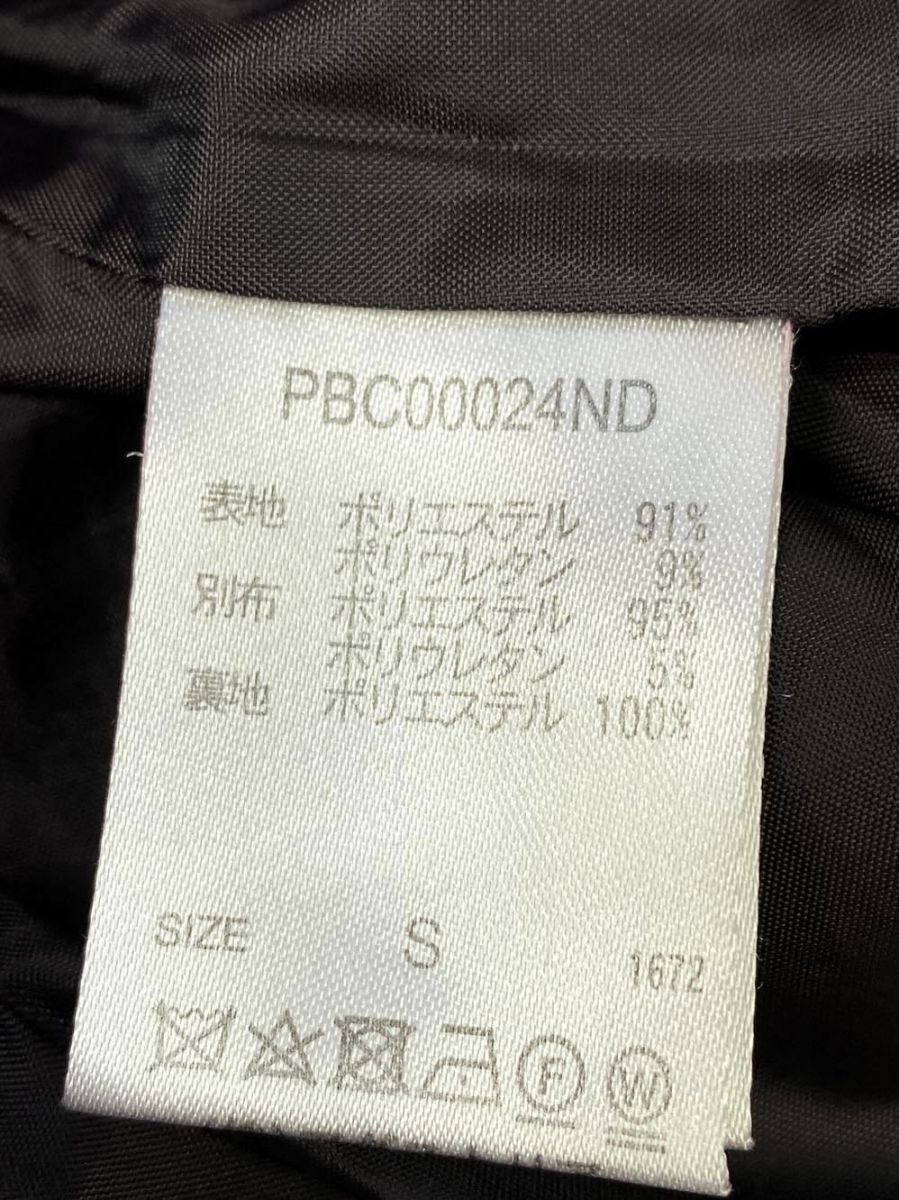 PBC00024ND
表地 ポリエステル 91%
ポリウレタン 9%
別布 ポリエステル 95%
ポリウレタン 5%
裏地 ポリエステル 100%
SIZE S 1672
F W